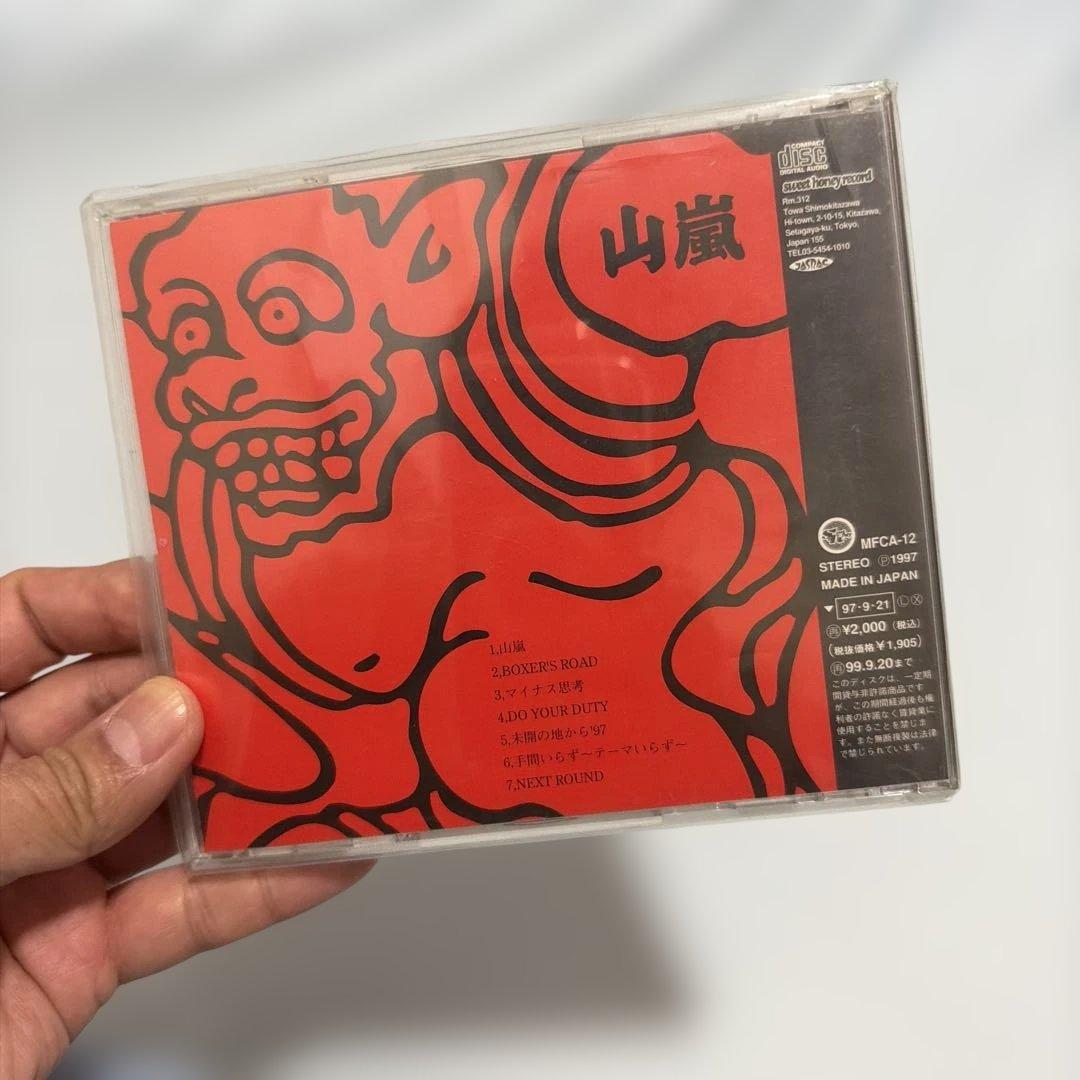 山嵐
COMPACT
disc
DIGITAL AUDIO
sweet honey record
Rm.312
Towa Shimokitazawa
Hi-town, 2-10-15, Kitazawa,
Setagaya-ku, Tokyo,
Japan 155
TEL03-5454-1010
JASRAC
1,山嵐
2,BOXER'S ROAD
3,マイナス思考
4,DO YOUR DUTY
5,未開の地から'97
6,手間いらず〜テーマいらず〜
7,NEXT ROUND
MFCA-12
STEREO Ⓟ1997
MADE IN JAPAN
▼97・9・21ⓁⓍ
㊢¥2,000(税込)
(税抜価格¥1,905)
㊢99.9.20まで
このディスクは、一定期
間貸与非許諾商品です
が、この期間経過後も権
利者の許諾なく賃貸業に
使用することを禁じま
す。また無断複製は法律
で禁じられています。